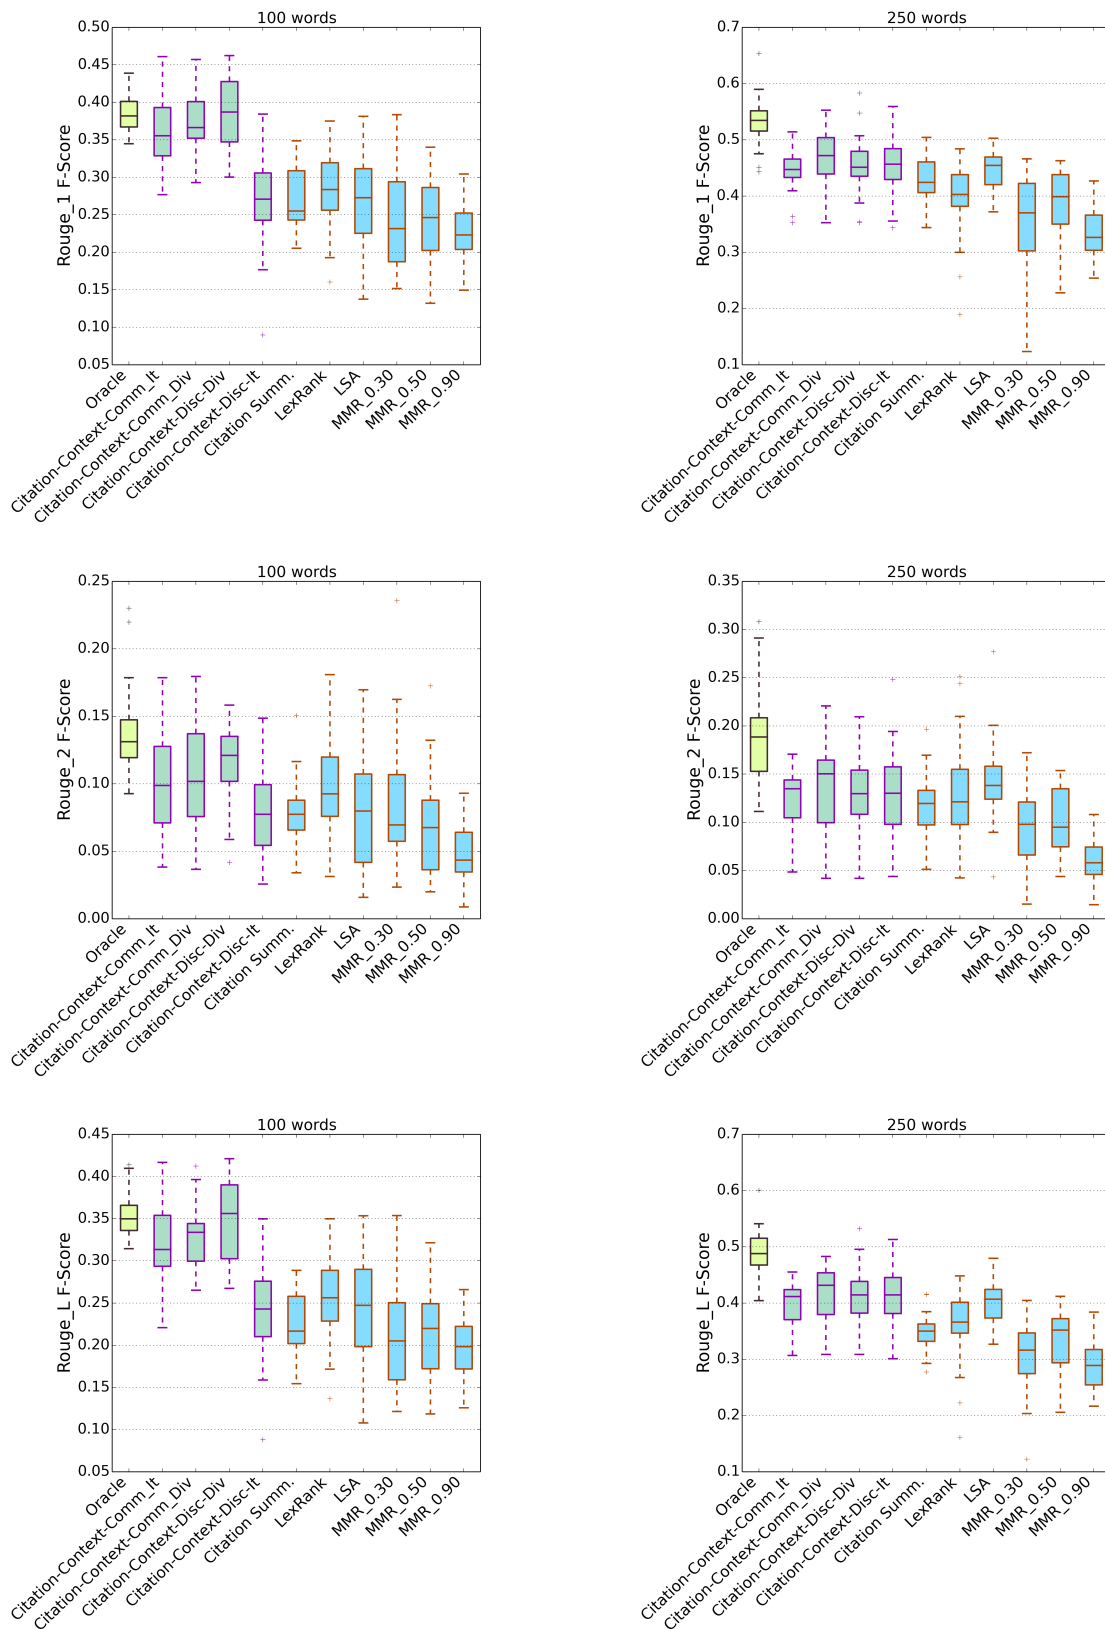 100 words
Rouge_1 F-Score
0.50
0.45
0.40
0.35
0.30
0.25
0.20
0.15
0.10
0.05
Oracle
Citation-Context-Comm_It
Citation-Context-Comm_Div
Citation-Context-Disc-Div
Citation-Context-Disc-It
Citation Summ.
LexRank
LSA
MMR_0.30
MMR_0.50
MMR_0.90
250 words
Rouge_1 F-Score
0.7
0.6
0.5
0.4
0.3
0.2
0.1
Oracle
Citation-Context-Comm_It
Citation-Context-Comm_Div
Citation-Context-Disc-Div
Citation-Context-Disc-It
Citation Summ.
LexRank
LSA
MMR_0.30
MMR_0.50
MMR_0.90
100 words
Rouge_2 F-Score
0.25
0.20
0.15
0.10
0.05
0.00
Oracle
Citation-Context-Comm_It
Citation-Context-Comm_Div
Citation-Context-Disc-Div
Citation-Context-Disc-It
Citation Summ.
LexRank
LSA
MMR_0.30
MMR_0.50
MMR_0.90
250 words
Rouge_2 F-Score
0.35
0.30
0.25
0.20
0.15
0.10
0.05
0.00
Oracle
Citation-Context-Comm_It
Citation-Context-Comm_Div
Citation-Context-Disc-Div
Citation-Context-Disc-It
Citation Summ.
LexRank
LSA
MMR_0.30
MMR_0.50
MMR_0.90
100 words
Rouge_L F-Score
0.45
0.40
0.35
0.30
0.25
0.20
0.15
0.10
0.05
Oracle
Citation-Context-Comm_It
Citation-Context-Comm_Div
Citation-Context-Disc-Div
Citation-Context-Disc-It
Citation Summ.
LexRank
LSA
MMR_0.30
MMR_0.50
MMR_0.90
250 words
Rouge_L F-Score
0.7
0.6
0.5
0.4
0.3
0.2
0.1
Oracle
Citation-Context-Comm_It
Citation-Context-Comm_Div
Citation-Context-Disc-Div
Citation-Context-Disc-It
Citation Summ.
LexRank
LSA
MMR_0.30
MMR_0.50
MMR_0.90